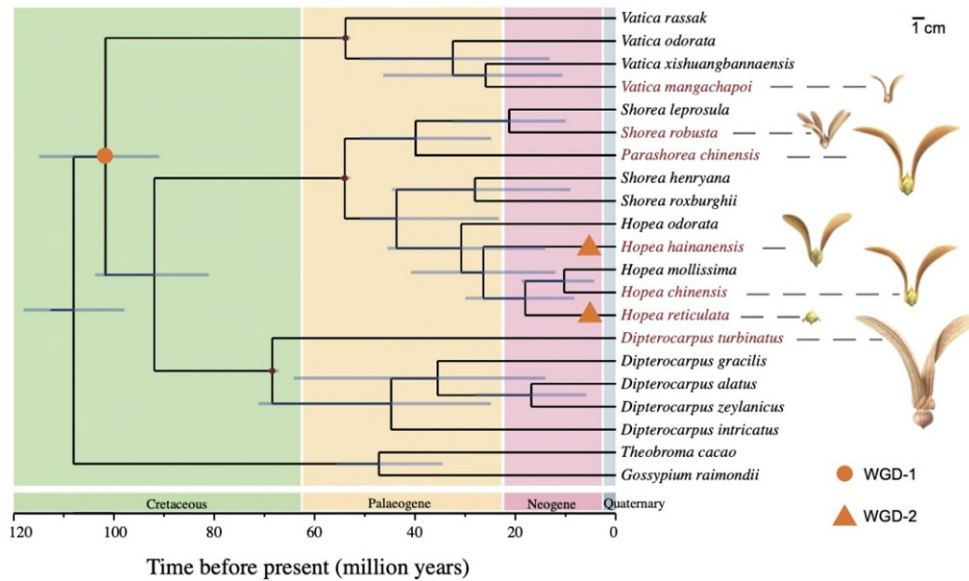 Vatica rassak
1 cm
Vatica odorata
Vatica xishuangbannaensis
Vatica mangachapoi
Shorea leprosula
Shorea robusta
Parashorea chinensis
Shorea henryana
Shorea roxburghii
Hopea odorata
Hopea hainanensis
Hopea mollissima
Hopea chinensis
Hopea reticulata
Dipterocarpus turbinatus
Dipterocarpus gracilis
Dipterocarpus alatus
Dipterocarpus zeylanicus
Dipterocarpus intricatus
Theobroma cacao
Gossypium raimondii
WGD-1
Cretaceous Palaeogene Neogene Quaternary
120 100 80 60 40 20 0
WGD-2
Time before present (million years)